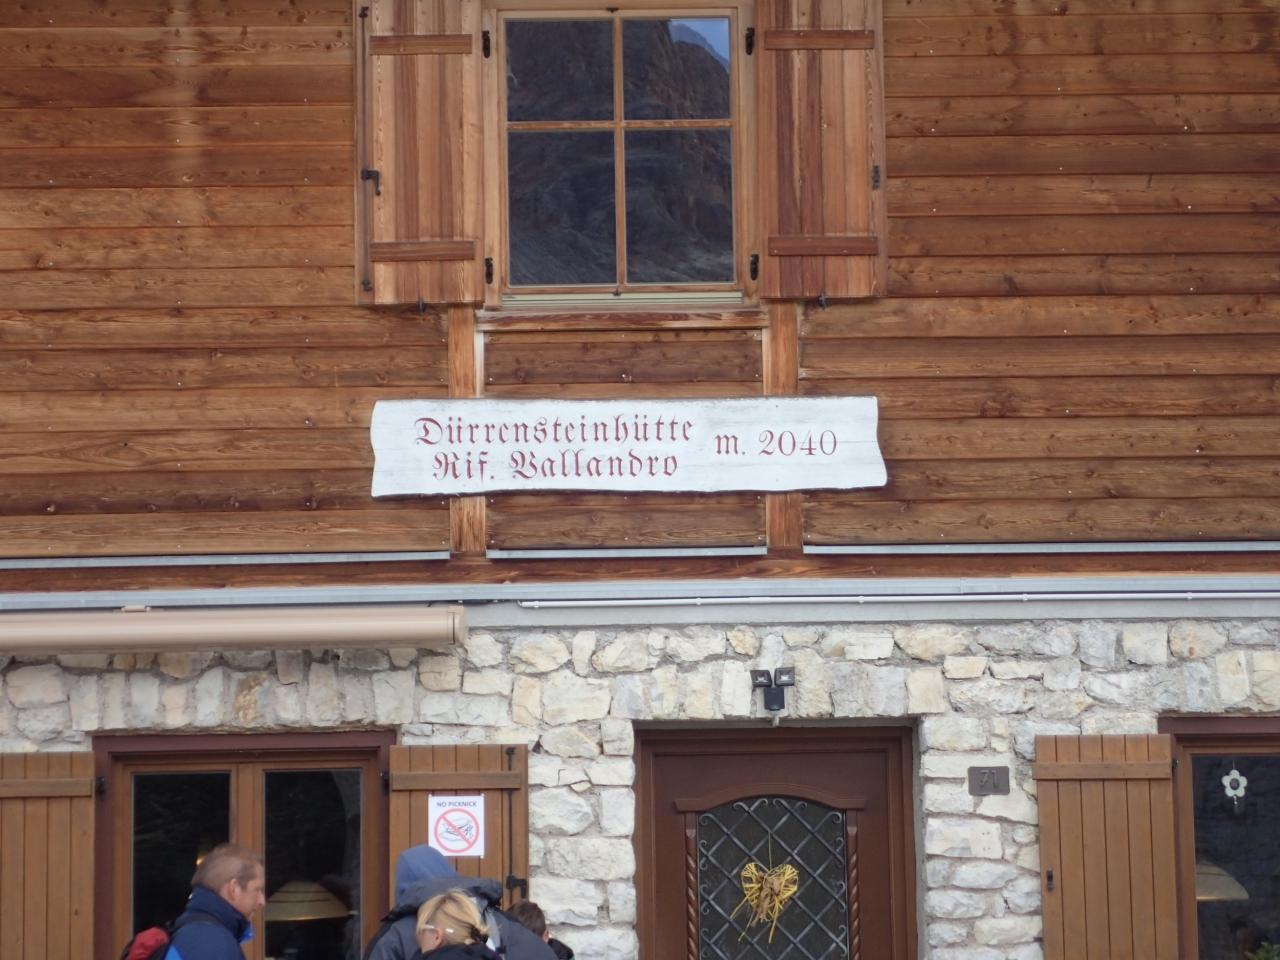 Dürrensteinhütte
Rif. Vallandro
m. 2040
71
NO PICKNICK